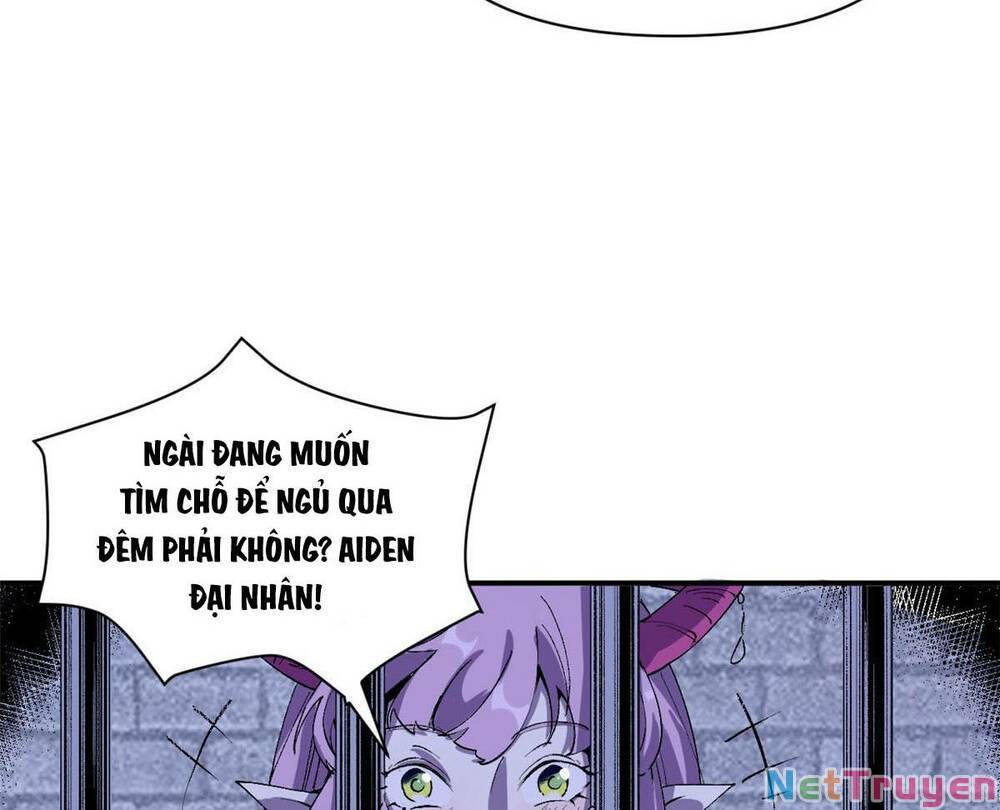 NGÀI ĐANG MUỐN
TÌM CHỖ ĐỂ NGỦ QUA
ĐÊM PHẢI KHÔNG? AIDEN
ĐẠI NHÂN!
NetTruyen